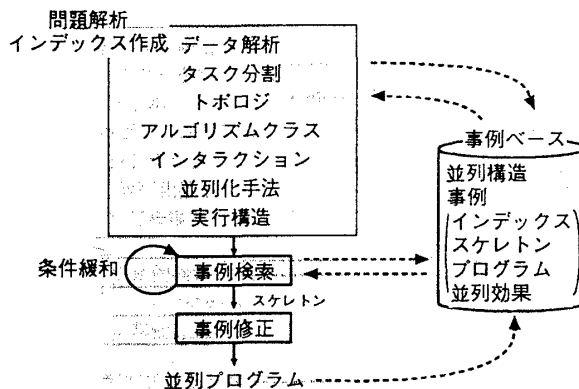 問題解析
インデックス作成 データ解析
タスク分割
トポロジ
アルゴリズムクラス
インタラクション
並列化手法
実行構造
条件緩和
事例検索
スケレトン
事例修正
並列プログラム
事例ベース
並列構造
事例
インデックス
スケレトン
プログラム
並列効果